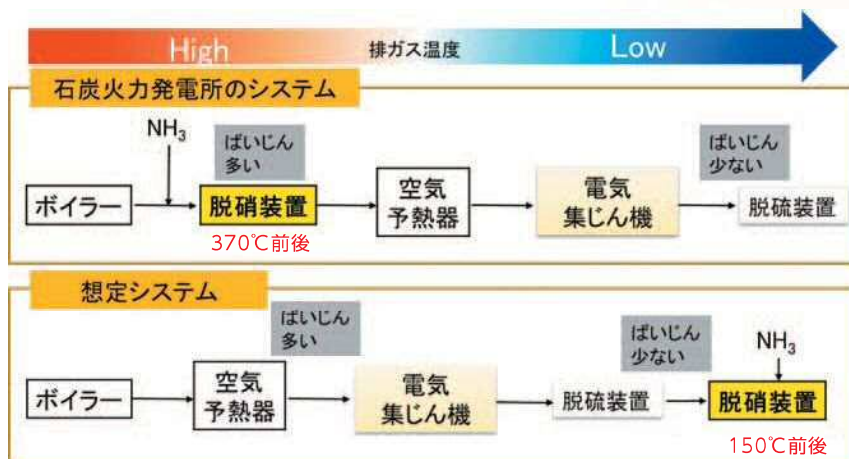 High 排ガス温度 Low
石炭火力発電所のシステム
NH3
ばいじん
多い
ばいじん
少ない
ボイラー
脱硝装置
空気
予熱器
電気
集じん機
脱硫装置
370℃前後
想定システム
ばいじん
多い
ばいじん
少ない
NH3
ボイラー
空気
予熱器
電気
集じん機
脱硫装置
脱硝装置
150℃前後